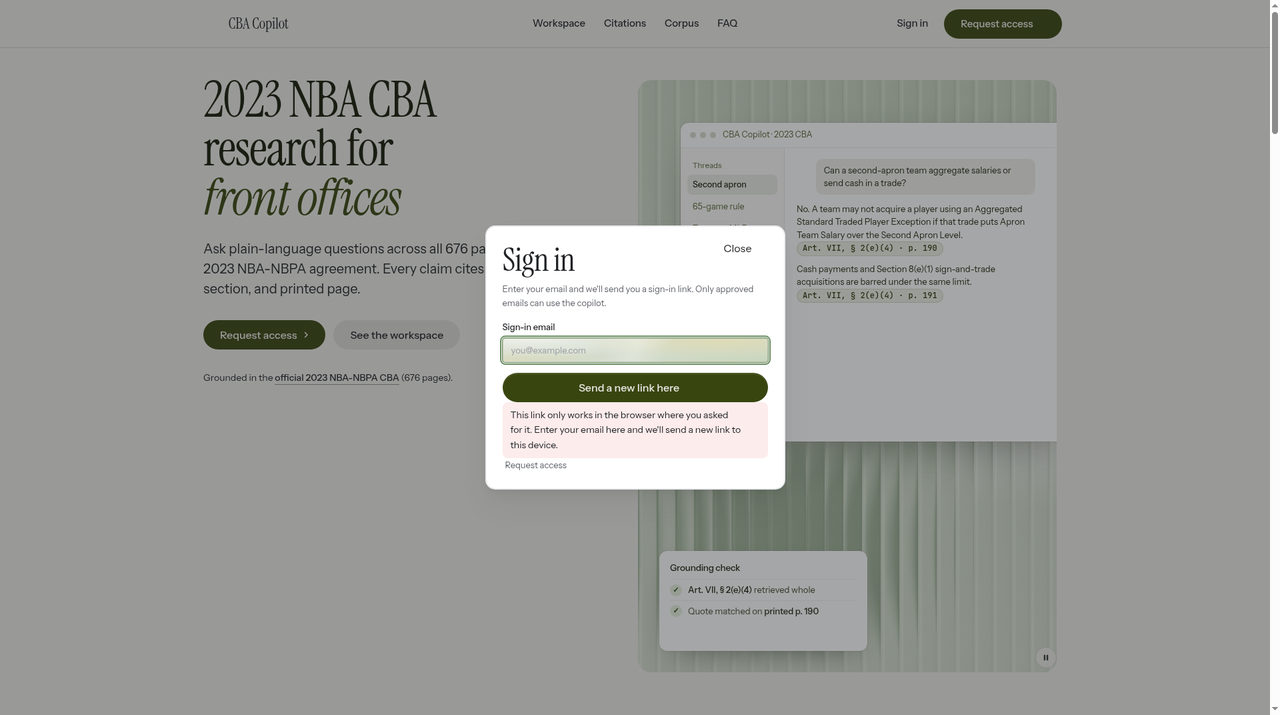 CBA Copilot
Workspace
Citations
Corpus
FAQ
Sign in
Request access
2023 NBA CBA
research for
front offices
Ask plain-language questions across all 676 pa
2023 NBA-NBPA agreement. Every claim cites
section, and printed page.
Request access
See the workspace
Grounded in the official 2023 NBA-NBPA CBA (676 pages).
CBA Copilot · 2023 CBA
Threads
Second apron
65-game rule
Can a second-apron team aggregate salaries or
send cash in a trade?
No. A team may not acquire a player using an Aggregated
Standard Traded Player Exception if that trade puts Apron
Team Salary over the Second Apron Level.
Art. VII, § 2(e)(4) · p. 190
Cash payments and Section 8(e)(1) sign-and-trade
acquisitions are barred under the same limit.
Art. VII, § 2(e)(4) · p. 191
Sign in
Close
Enter your email and we'll send you a sign-in link. Only approved
emails can use the copilot.
Sign-in email
you@example.com
Send a new link here
This link only works in the browser where you asked
for it. Enter your email here and we'll send a new link to
this device.
Request access
Grounding check
Art. VII, § 2(e)(4) retrieved whole
Quote matched on printed p. 190